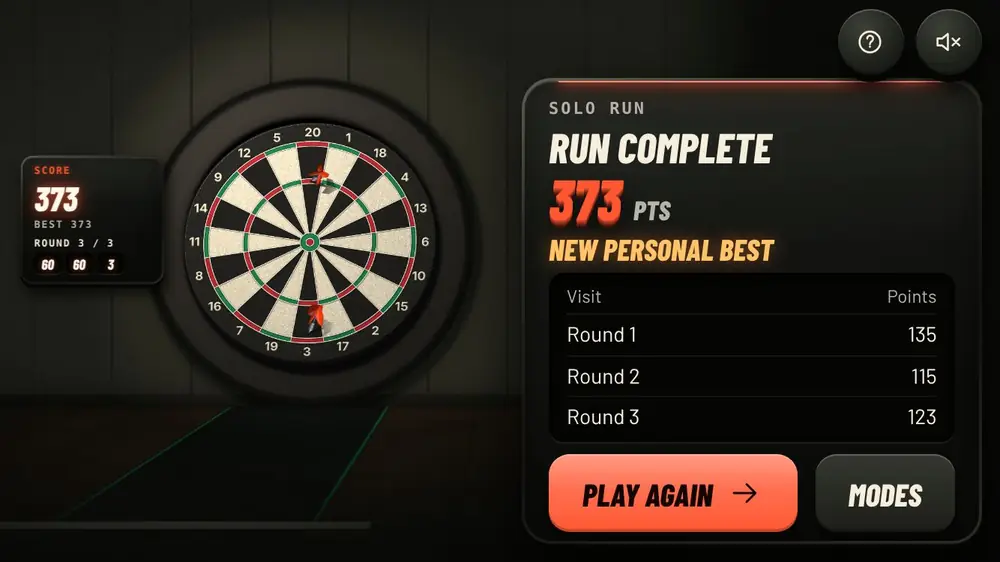 SCORE
373
BEST 373
ROUND 3 / 3
60 60 3
20
1
18
4
13
6
10
15
2
17
3
19
7
16
8
11
14
9
12
5
SOLO RUN
RUN COMPLETE
373 PTS
NEW PERSONAL BEST
Visit Points
Round 1 135
Round 2 115
Round 3 123
PLAY AGAIN →
MODES